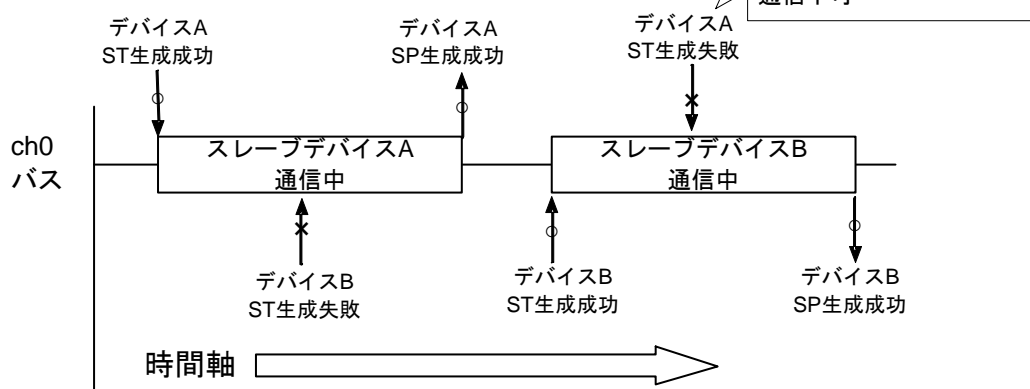 デバイスA
ST生成成功
デバイスA
SP生成成功
デバイスA
ST生成失敗
ch0
バス
スレーブデバイスA
通信中
スレーブデバイスB
通信中
デバイスB
ST生成失敗
デバイスB
ST生成成功
デバイスB
SP生成成功
時間軸